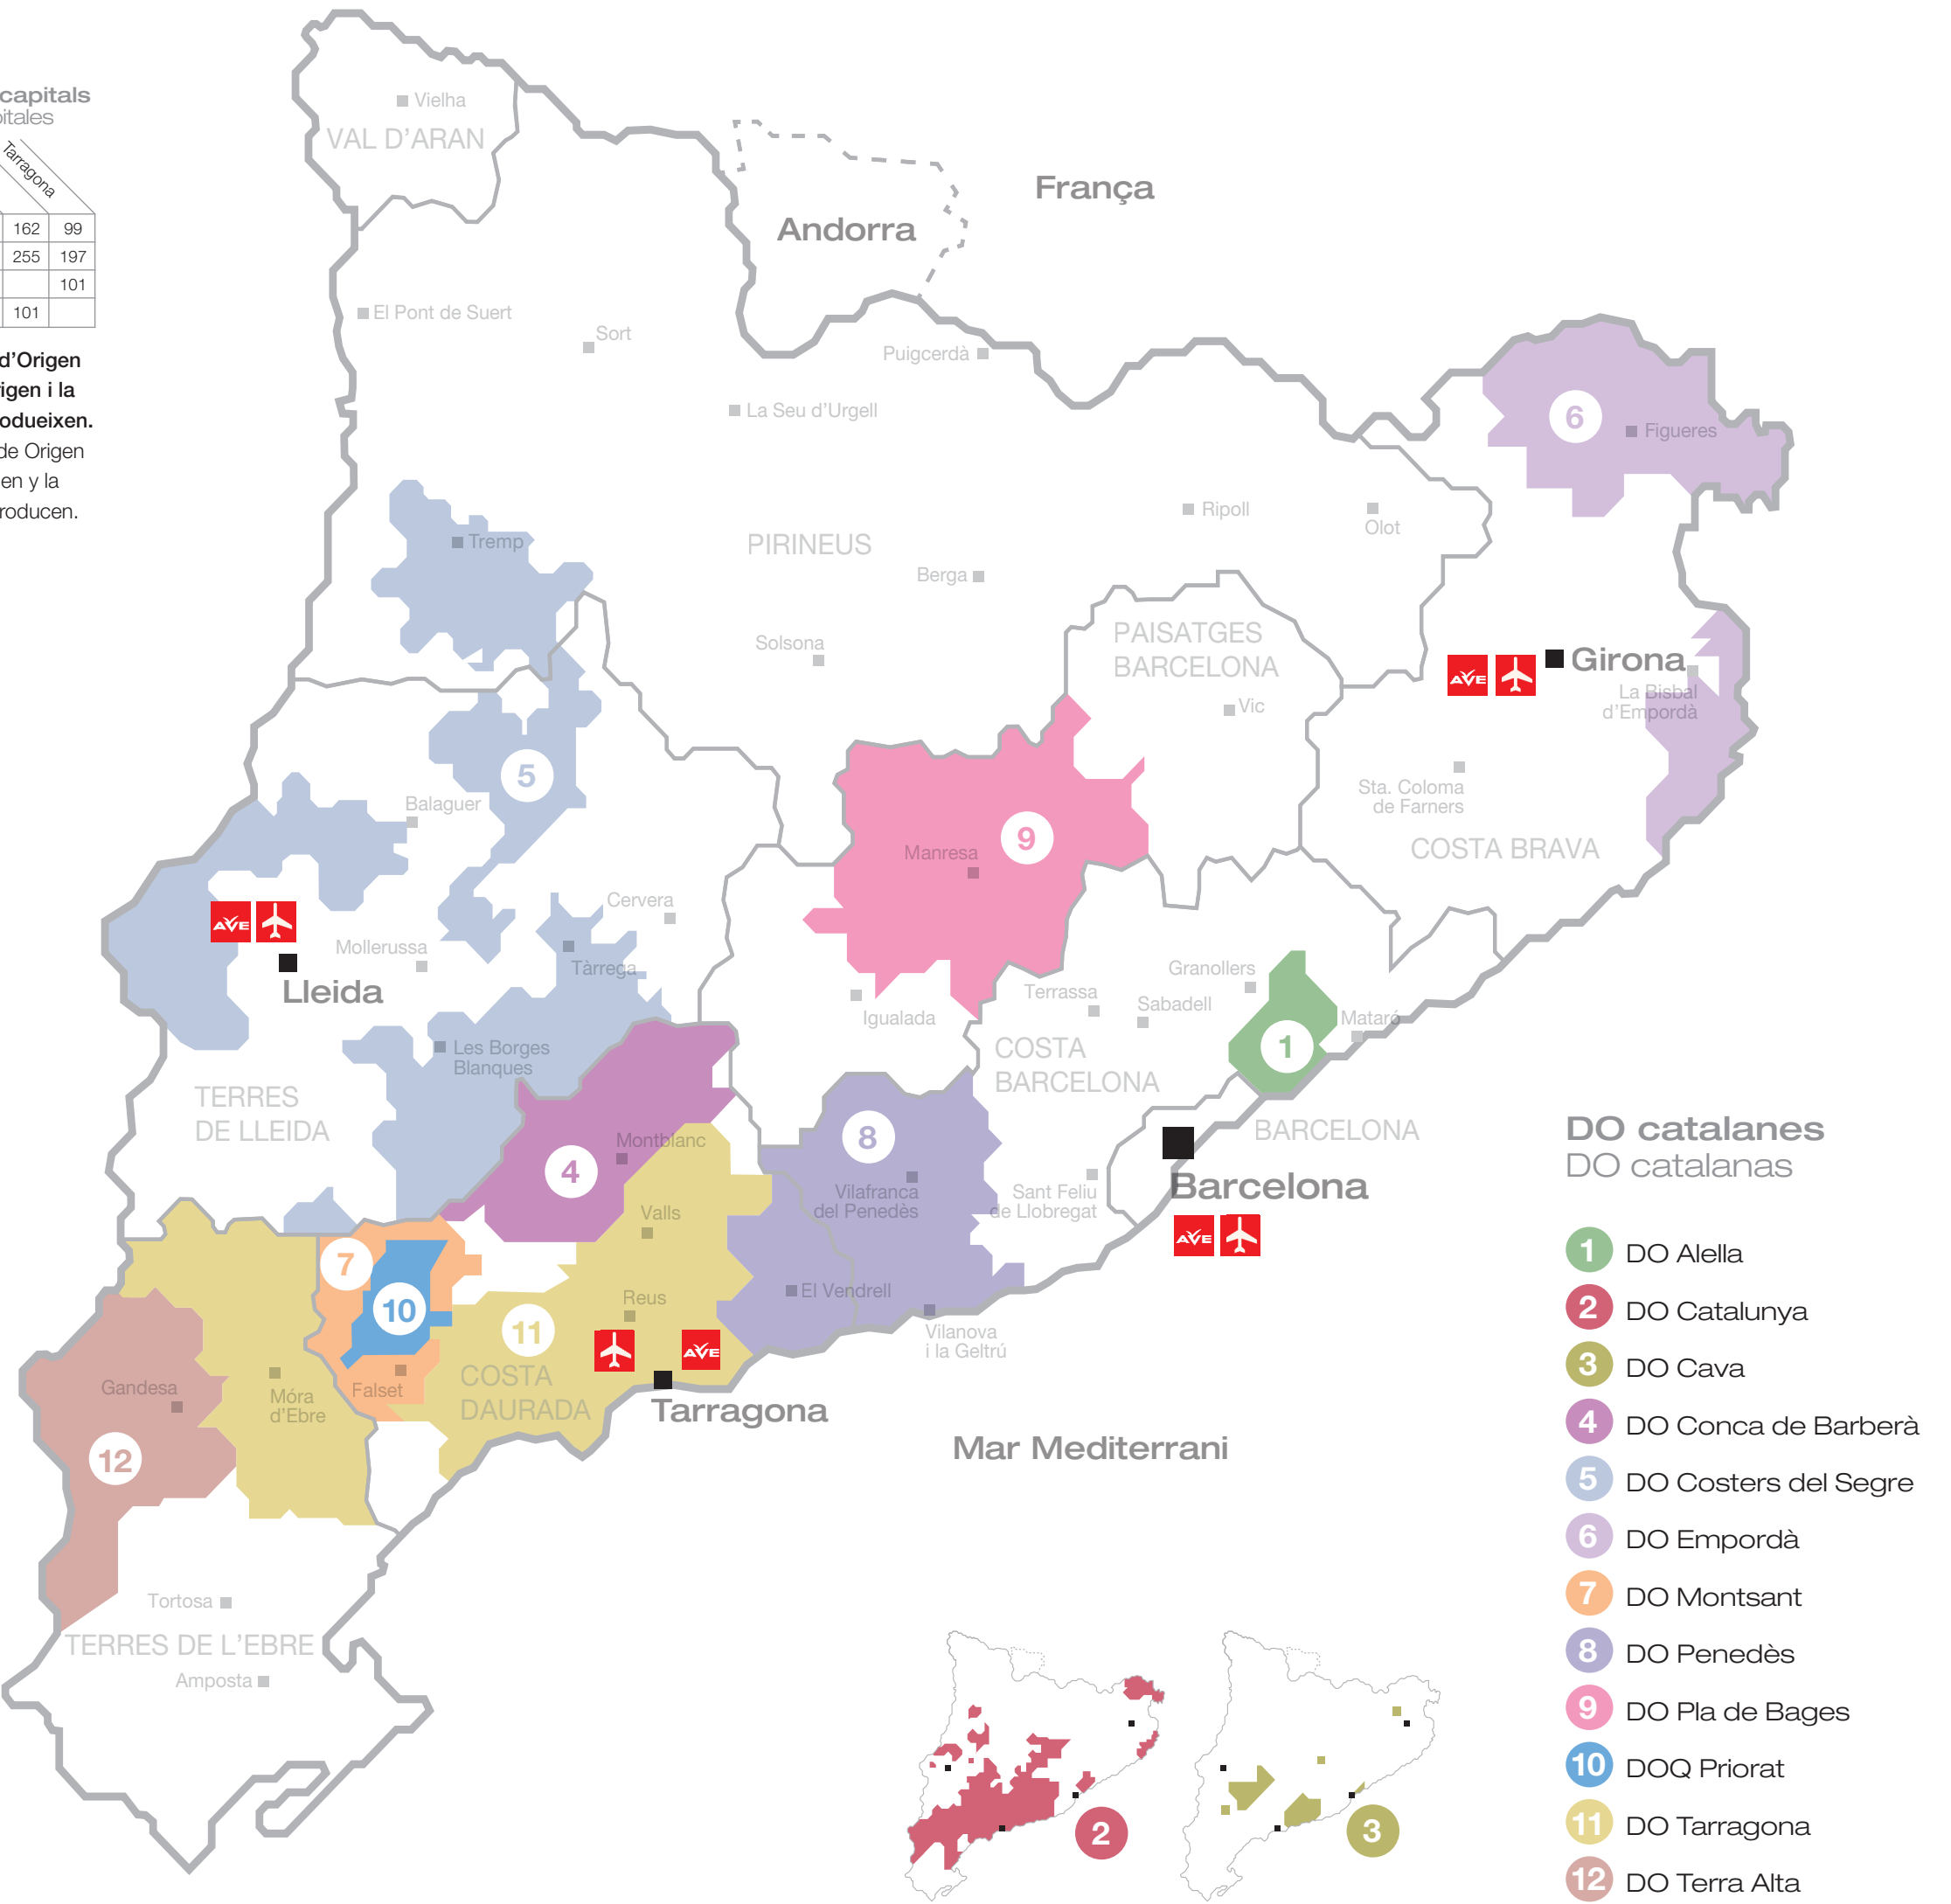 capitals
Tarragona
162 99
255 197
101
101
d'Origen
i la
de Origen
y la
Vielha
VAL D'ARAN
França
Andorra
El Pont de Suert
Sort
Puigcerdà
La Seu d'Urgell
6
Figueres
Ripoll
Olot
Tremp
PIRINEUS
Berga
PAISATGES
BARCELONA
Solsona
AVE
Girona
La Bisbal
d'Empordà
Vic
5
Balaguer
Sta. Coloma
de Farners
9
Manresa
COSTA BRAVA
Cervera
AVE
Mollerussa
Tàrrega
Lleida
Granollers
Terrassa
Sabadell
Igualada
Mataró
1
Les Borges
Blanques
COSTA
BARCELONA
TERRES
DE LLEIDA
8
Montblanc
4
BARCELONA
Barcelona
Vilafranca
del Penedès
Sant Feliu
de Llobregat
Valls
AVE
7
10
El Vendrell
Reus
11
Vilanova
i la Geltrú
AVE
COSTA
DAURADA
Gandesa
Móra
d'Ebre
Falset
Tarragona
Mar Mediterrani
12
Tortosa
TERRES DE L'EBRE
Amposta
2
3
DO catalanes
DO catalanas
1 DO Alella
2 DO Catalunya
3 DO Cava
4 DO Conca de Barberà
5 DO Costers del Segre
6 DO Empordà
7 DO Montsant
8 DO Penedès
9 DO Pla de Bages
10 DOQ Priorat
11 DO Tarragona
12 DO Terra Alta